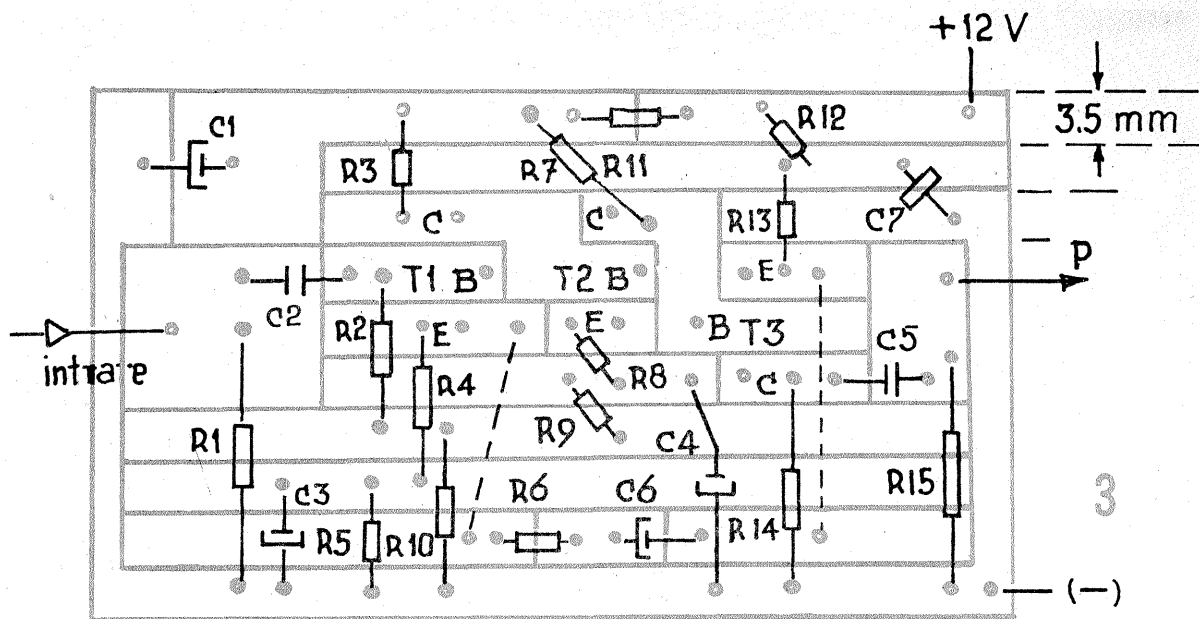 +12 V
3.5 mm
C1
R3
R7
R11
R12
C
C
R13
C7
C2
T1 B
T2 B
E
P
intrare
R2
E
R4
E
R8
B T3
C5
R1
R9
C4
C
C3
R5
R10
R6
C6
R14
R15
3
(–)